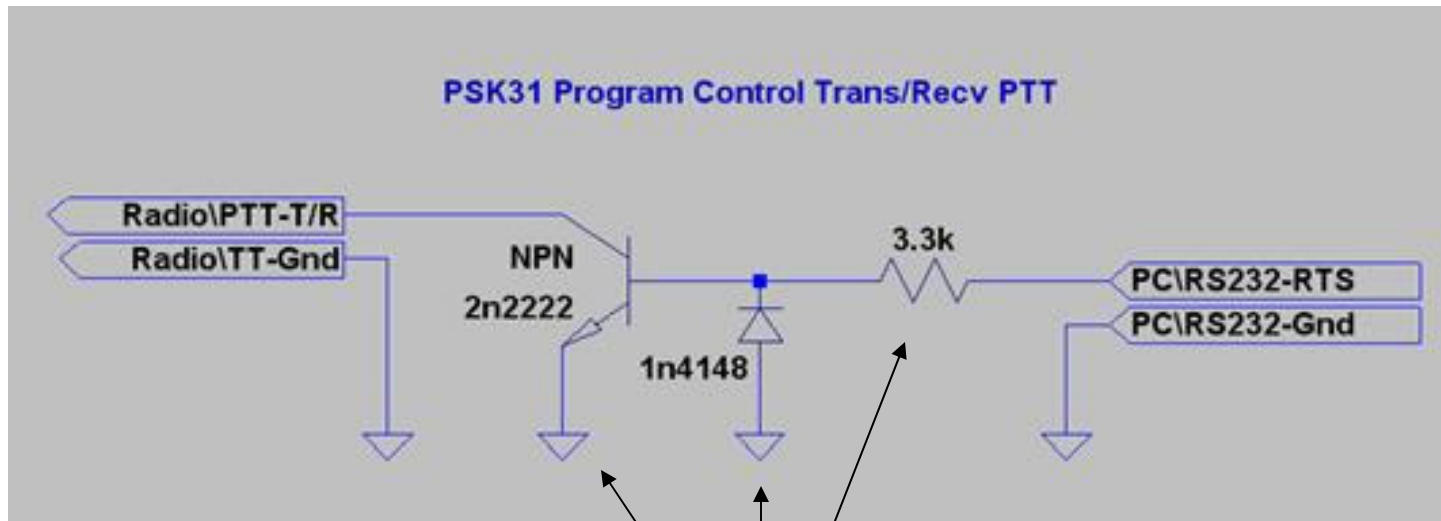 PSK31 Program Control Trans/Recv PTT
Radio\PTT-T/R
Radio\TT-Gnd
NPN
2n2222
1n4148
3.3k
PC\RS232-RTS
PC\RS232-Gnd